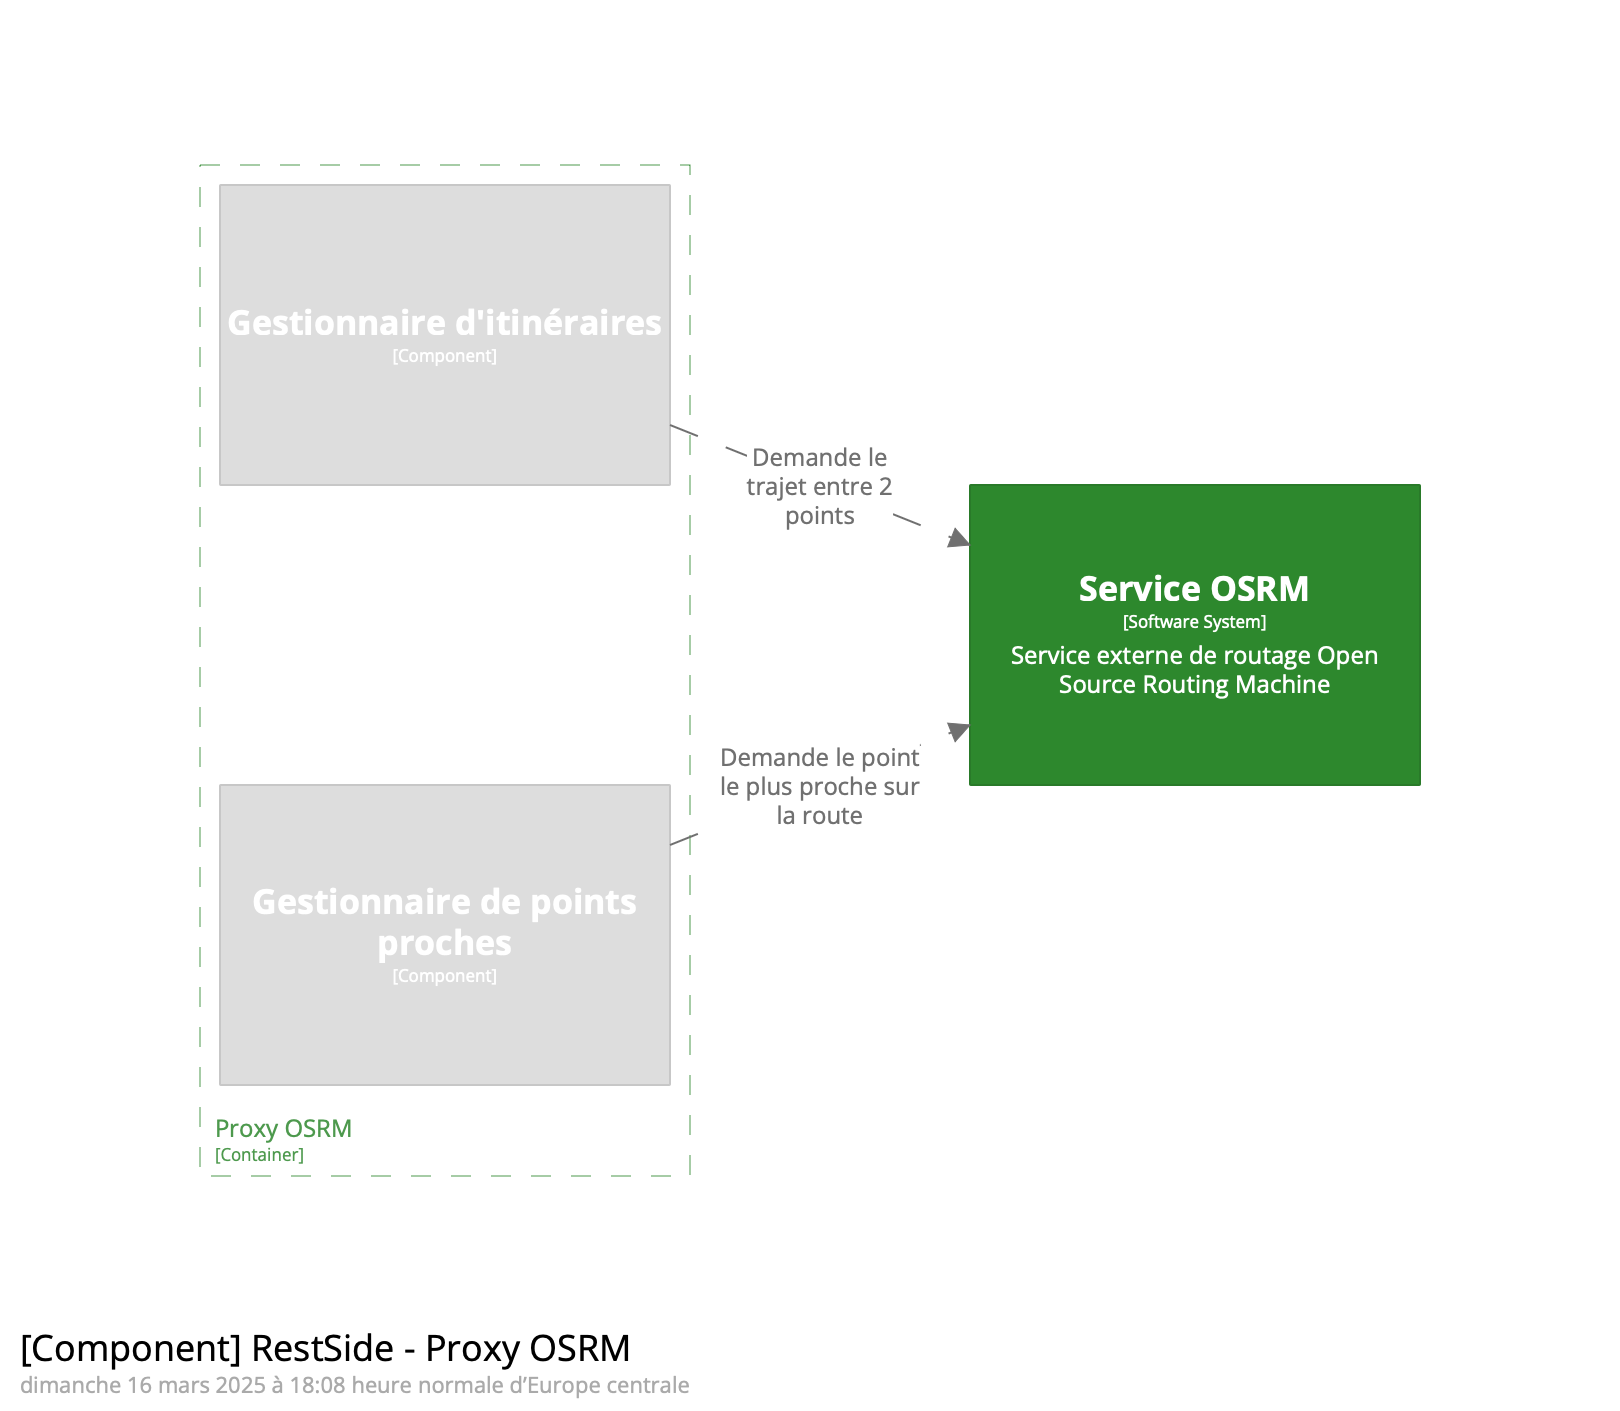 Gestionnaire d'itinéraires
[Component]
Demande le
trajet entre 2
points
Service OSRM
[Software System]
Service externe de routage Open
Source Routing Machine
Demande le point
le plus proche sur
la route
Gestionnaire de points
proches
[Component]
Proxy OSRM
[Container]
[Component] RestSide - Proxy OSRM
dimanche 16 mars 2025 à 18:08 heure normale d’Europe centrale